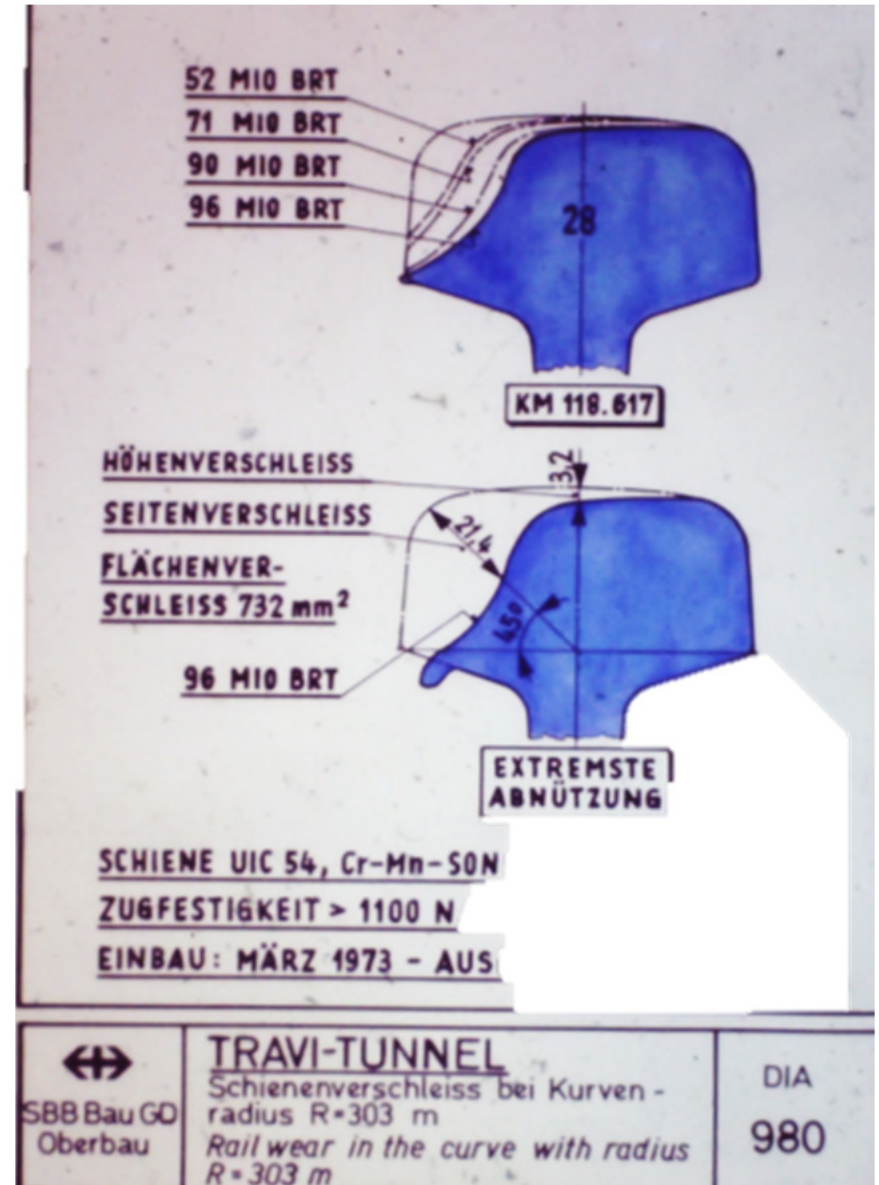 52 MIO BRT
71 MIO BRT
90 MIO BRT
96 MIO BRT
28
KM 118.617
HÖHENVERSCHLEISS
3,2
SEITENVERSCHLEISS
21,4
FLÄCHENVER-
SCHLEISS 732 mm²
45°
96 MIO BRT
EXTREMSTE
ABNÜTZUNG
SCHIENE UIC 54, Cr-Mn-SON
ZUGFESTIGKEIT > 1100 N
EINBAU: MÄRZ 1973 - AUS
SBB Bau GD
Oberbau
TRAVI-TUNNEL
Schienenverschleiss bei Kurven-
radius R=303 m
Rail wear in the curve with radius
R=303 m
DIA
980